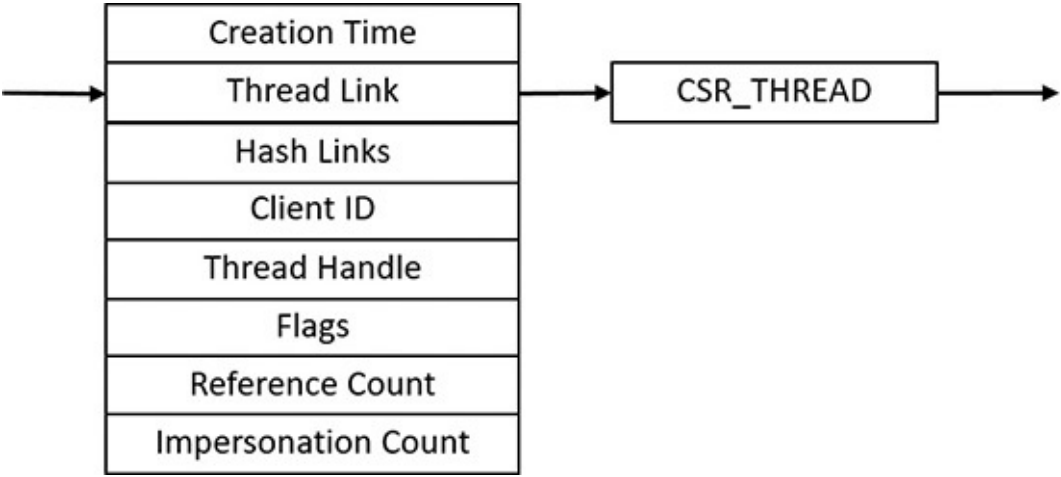 Creation Time
Thread Link
CSR_THREAD
Hash Links
Client ID
Thread Handle
Flags
Reference Count
Impersonation Count